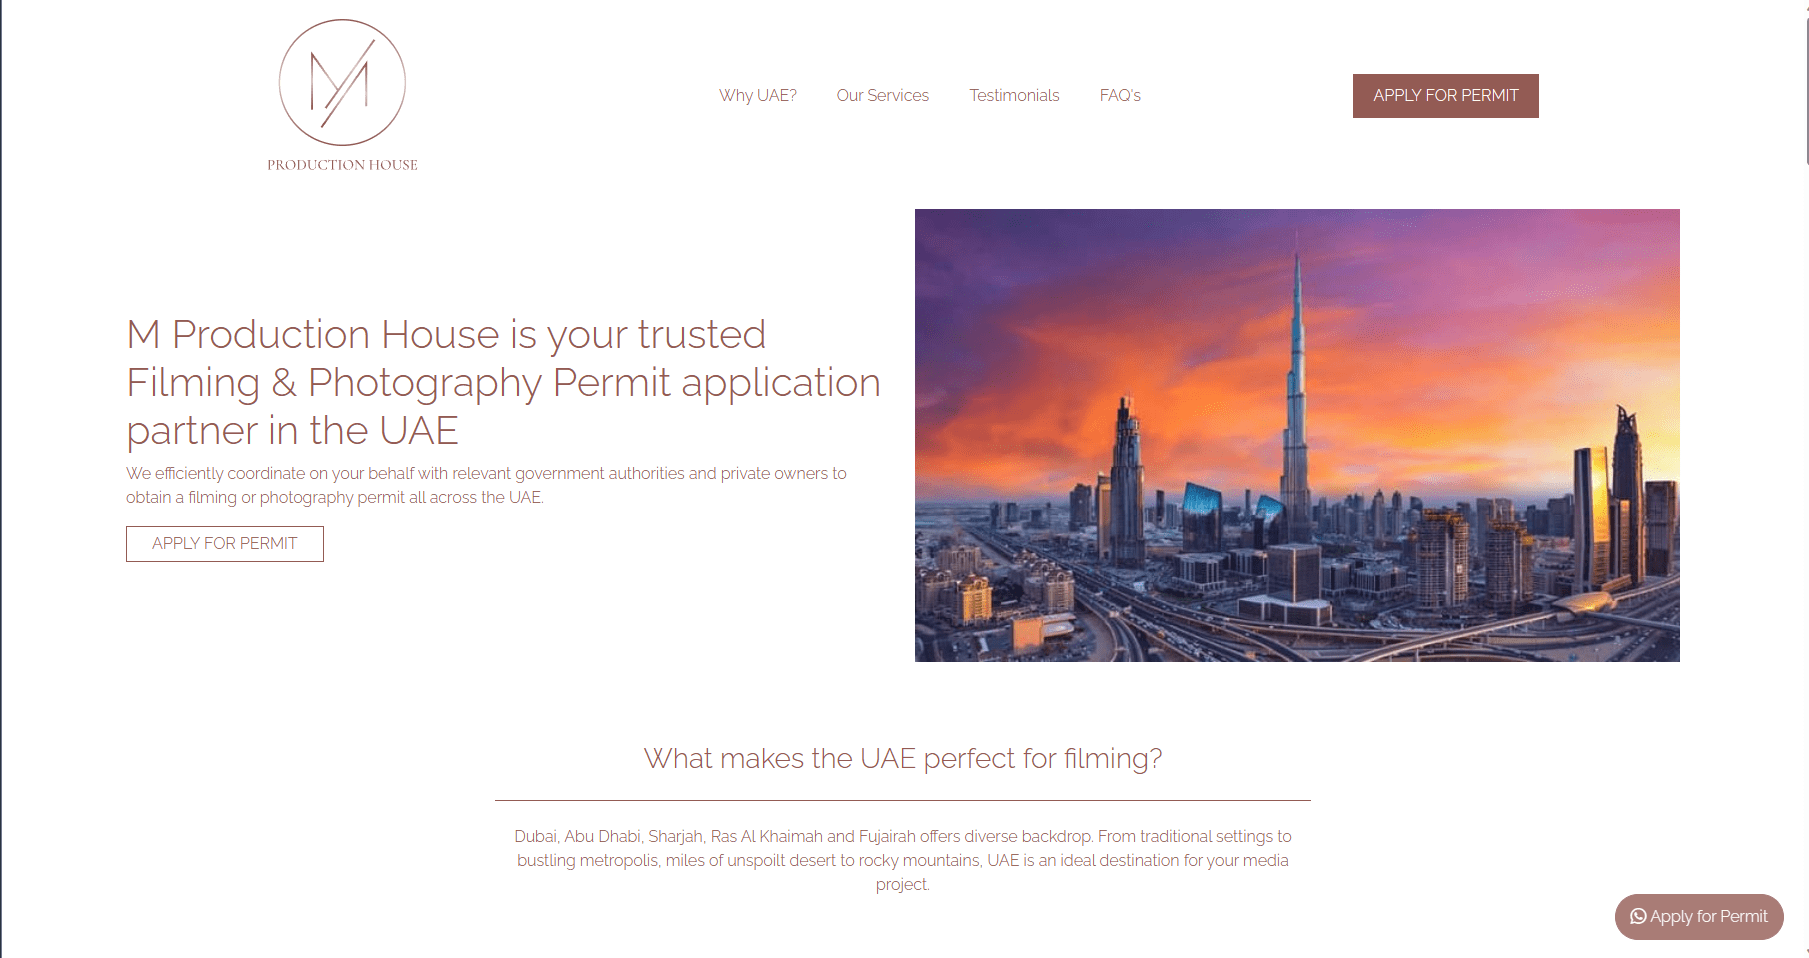 M
PRODUCTION HOUSE
Why UAE?
Our Services
Testimonials
FAQ's
APPLY FOR PERMIT
M Production House is your trusted
Filming & Photography Permit application
partner in the UAE
We efficiently coordinate on your behalf with relevant government authorities and private owners to
obtain a filming or photography permit all across the UAE.
APPLY FOR PERMIT
What makes the UAE perfect for filming?
Dubai, Abu Dhabi, Sharjah, Ras Al Khaimah and Fujairah offers diverse backdrop. From traditional settings to
bustling metropolis, miles of unspoilt desert to rocky mountains, UAE is an ideal destination for your media
project.
Apply for Permit